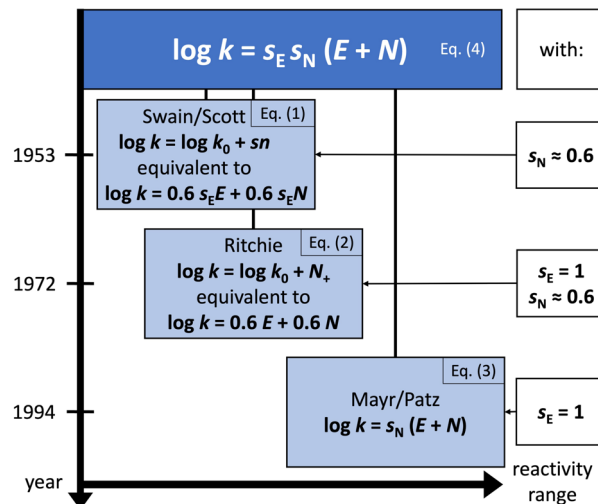 log k = sE sN (E + N) Eq. (4)
with:
Swain/Scott Eq. (1)
log k = log k0 + sn
equivalent to
log k = 0.6 sEE + 0.6 sEN
1953
sN ≈ 0.6
Ritchie Eq. (2)
log k = log k0 + N+
equivalent to
log k = 0.6 E + 0.6 N
1972
sE = 1
sN ≈ 0.6
Eq. (3)
Mayr/Patz
log k = sN (E + N)
1994
sE = 1
year
reactivity
range